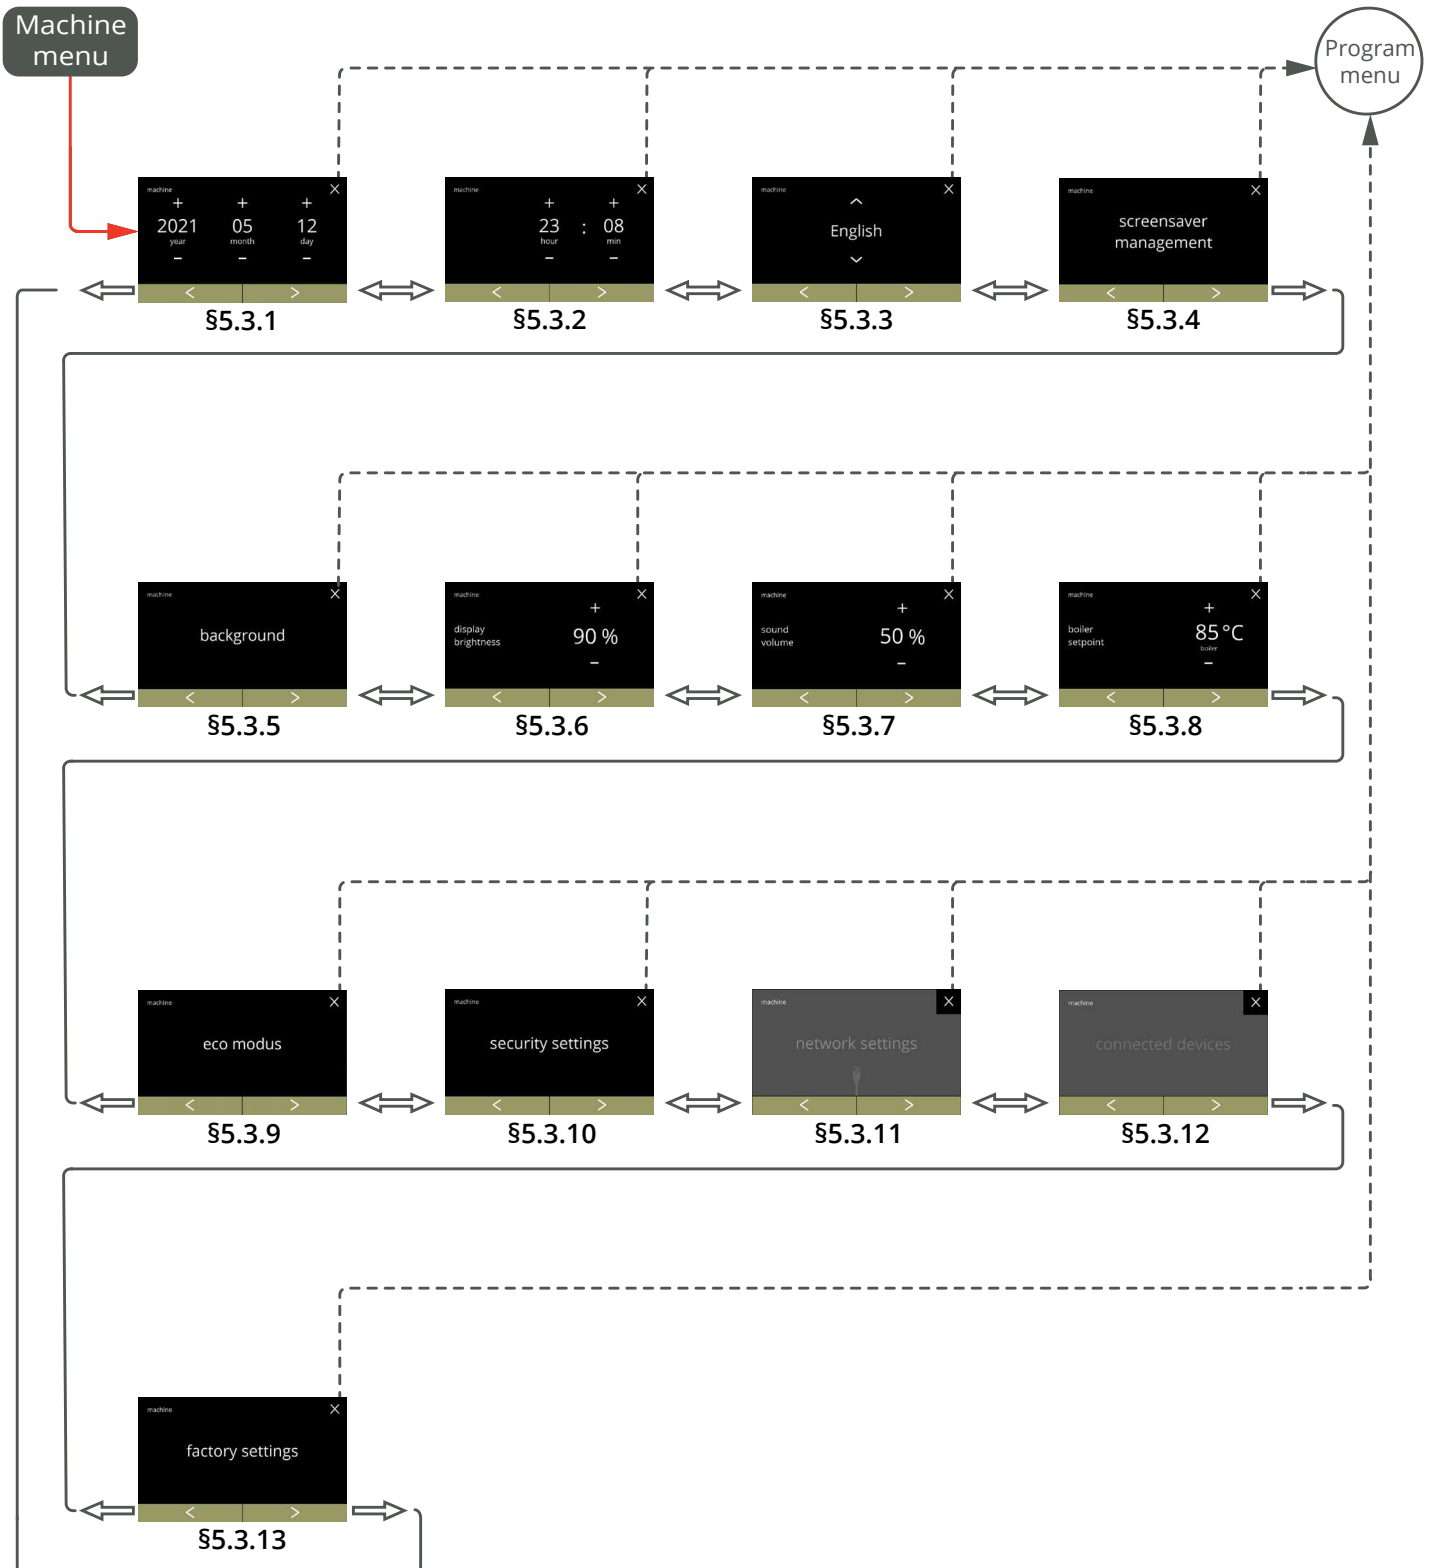 Machine
menu
Program
menu
machine
X
+ + +
2021 05 12
year month day
− − −
< >
§5.3.1
machine
X
+ +
23 : 08
hour min
− −
< >
§5.3.2
machine
X
English
< >
§5.3.3
machine
X
screensaver
management
< >
§5.3.4
machine
X
background
< >
§5.3.5
machine
X
+
display
brightness
90 %
−
< >
§5.3.6
machine
X
+
sound
volume
50 %
−
< >
§5.3.7
machine
X
+
boiler
setpoint
85 °C
boiler
−
< >
§5.3.8
machine
X
eco modus
< >
§5.3.9
machine
X
security settings
< >
§5.3.10
machine
X
network settings
< >
§5.3.11
machine
X
connected devices
< >
§5.3.12
machine
X
factory settings
< >
§5.3.13